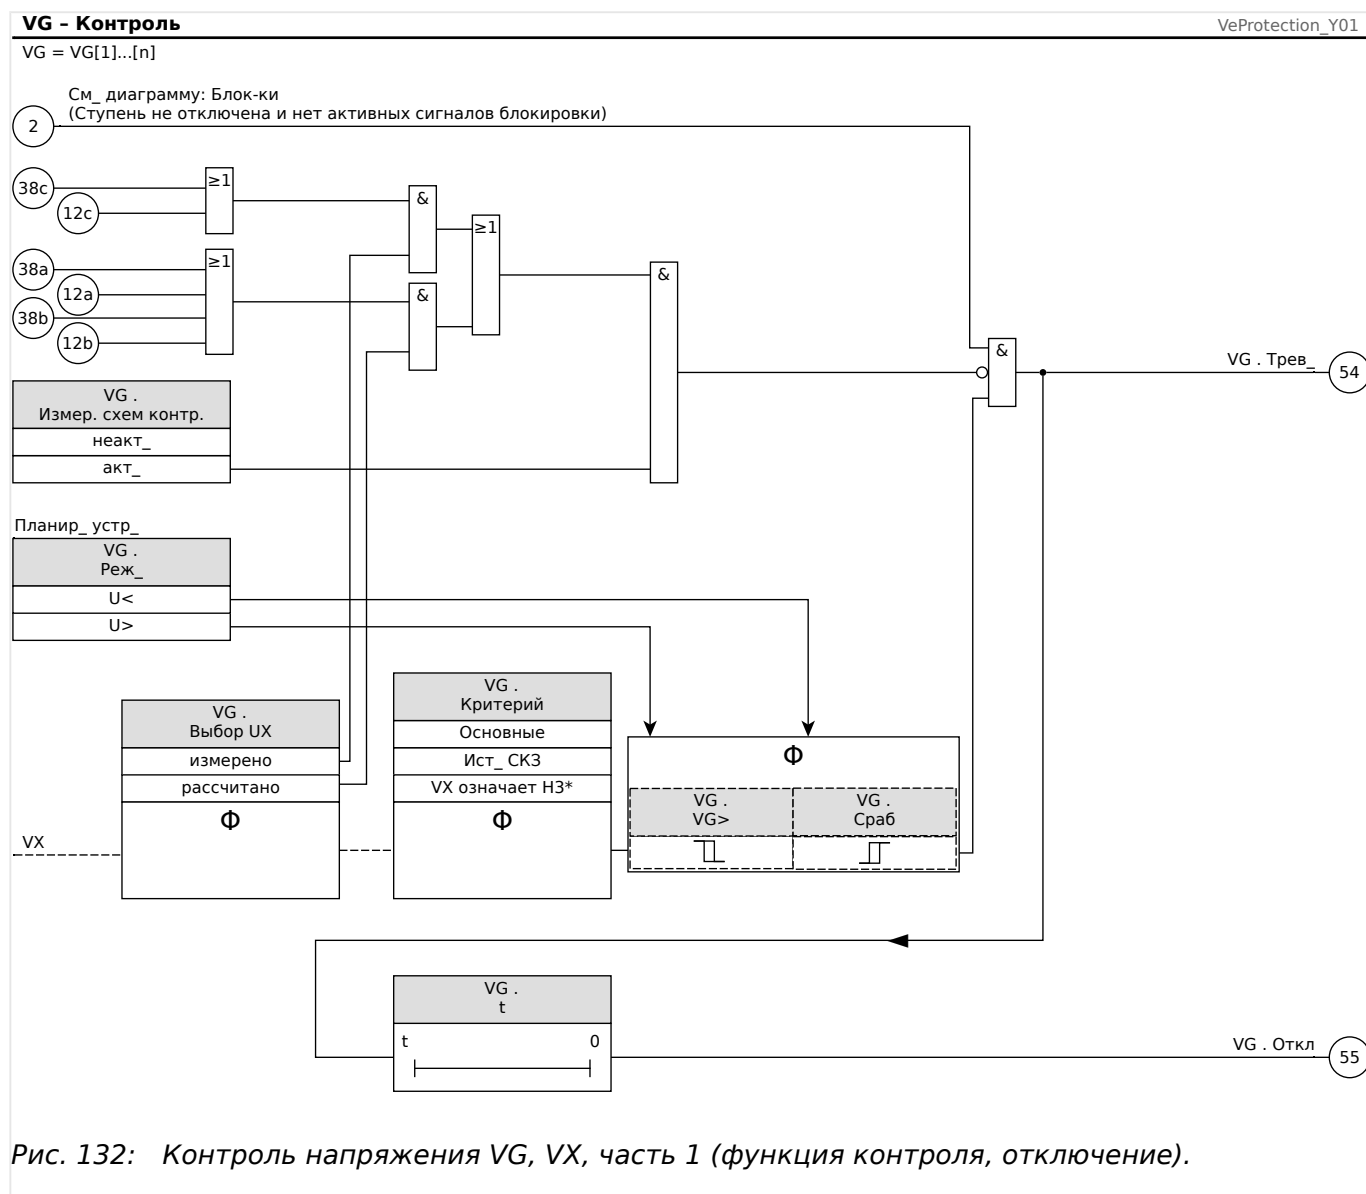 VG – Контроль
VeProtection_Y01
VG = VG[1]...[n]
См_ диаграмму: Блок-ки
(Ступень не отключена и нет активных сигналов блокировки)
2
38c
12c
≥1
&
≥1
38a
12a
38b
12b
≥1
&
&
&
VG . Трев_
54
VG .
Измер. схем контр.
неакт_
акт_
Планир_ устр_
VG .
Реж_
U<
U>
VG .
Выбор UX
измерено
рассчитано
Φ
VX
VG .
Критерий
Основные
Ист_ СКЗ
VX означает H3*
Φ
Φ
VG .
VG>
VG .
Сраб
VG .
t
t
0
VG . Откл
55
Рис. 132: Контроль напряжения VG, VX, часть 1 (функция контроля, отключение).